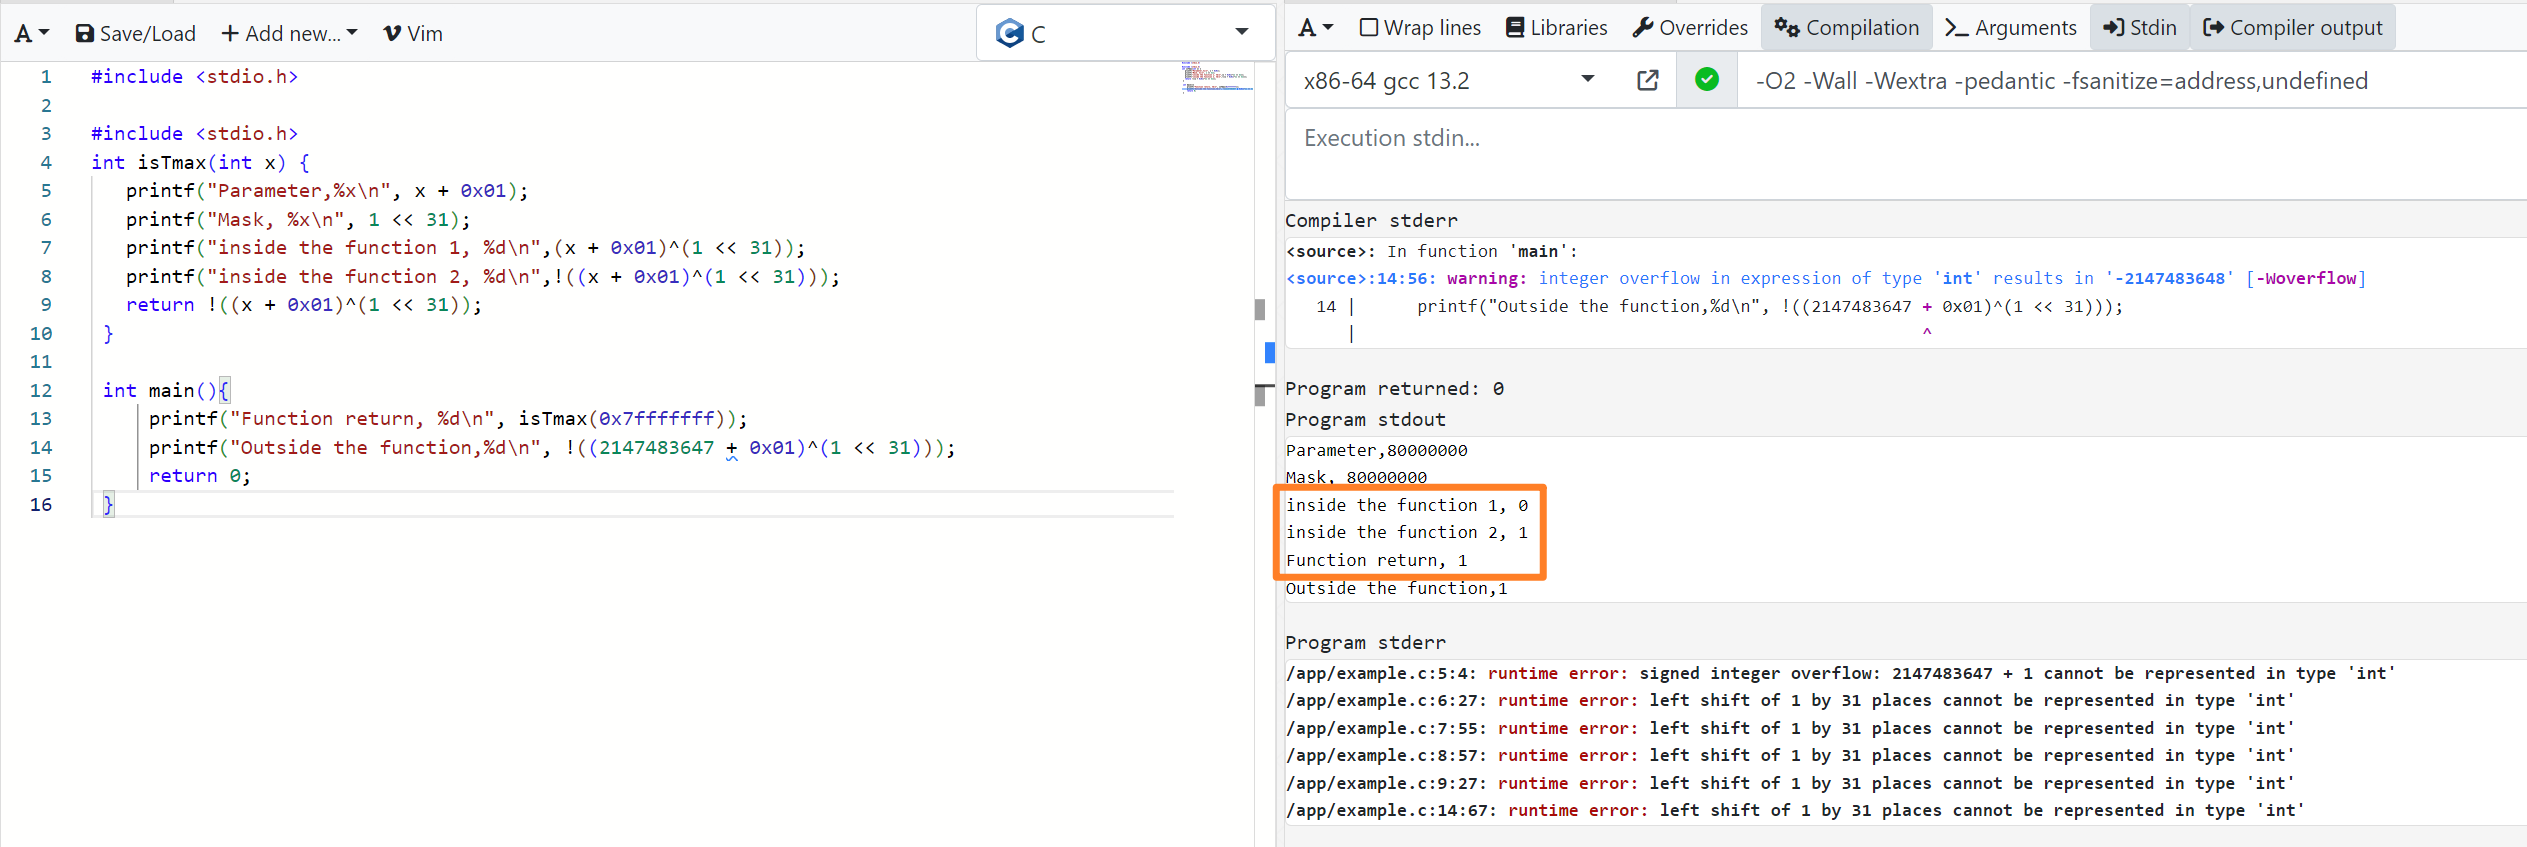 A Save/Load + Add new... Vim C
1 #include <stdio.h>
2
3 #include <stdio.h>
4 int isTmax(int x) {
5 printf("Parameter,%x\n", x + 0x01);
6 printf("Mask, %x\n", 1 << 31);
7 printf("inside the function 1, %d\n",(x + 0x01)^(1 << 31));
8 printf("inside the function 2, %d\n",!((x + 0x01)^(1 << 31)));
9 return !((x + 0x01)^(1 << 31));
10 }
11
12 int main(){
13 printf("Function return, %d\n", isTmax(0x7fffffff));
14 printf("Outside the function,%d\n", !((2147483647 + 0x01)^(1 << 31)));
15 return 0;
16 }
A Wrap lines Libraries Overrides Compilation Arguments Stdin Compiler output
x86-64 gcc 13.2 -O2 -Wall -Wextra -pedantic -fsanitize=address,undefined
Execution stdin...
Compiler stderr
<source>: In function 'main':
<source>:14:56: warning: integer overflow in expression of type 'int' results in '-2147483648' [-Woverflow]
14 | printf("Outside the function,%d\n", !((2147483647 + 0x01)^(1 << 31)));
| ^
Program returned: 0
Program stdout
Parameter,80000000
Mask, 80000000
inside the function 1, 0
inside the function 2, 1
Function return, 1
Outside the function,1
Program stderr
/app/example.c:5:4: runtime error: signed integer overflow: 2147483647 + 1 cannot be represented in type 'int'
/app/example.c:6:27: runtime error: left shift of 1 by 31 places cannot be represented in type 'int'
/app/example.c:7:55: runtime error: left shift of 1 by 31 places cannot be represented in type 'int'
/app/example.c:8:57: runtime error: left shift of 1 by 31 places cannot be represented in type 'int'
/app/example.c:9:27: runtime error: left shift of 1 by 31 places cannot be represented in type 'int'
/app/example.c:14:67: runtime error: left shift of 1 by 31 places cannot be represented in type 'int'